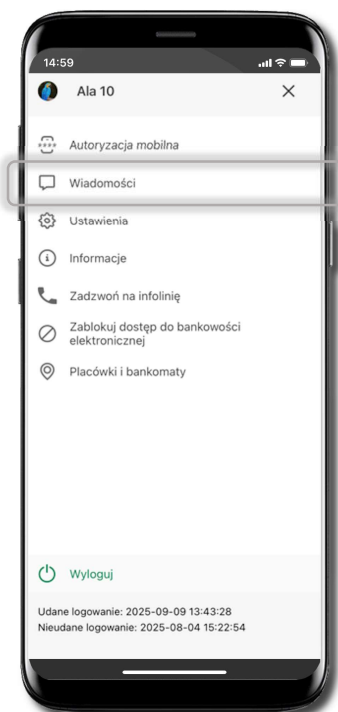 14:59
Ala 10
Autoryzacja mobilna
Wiadomości
Ustawienia
Informacje
Zadzwoń na infolinię
Zablokuj dostęp do bankowości
elektronicznej
Placówki i bankomaty
Wyloguj
Udane logowanie: 2025-09-09 13:43:28
Nieudane logowanie: 2025-08-04 15:22:54